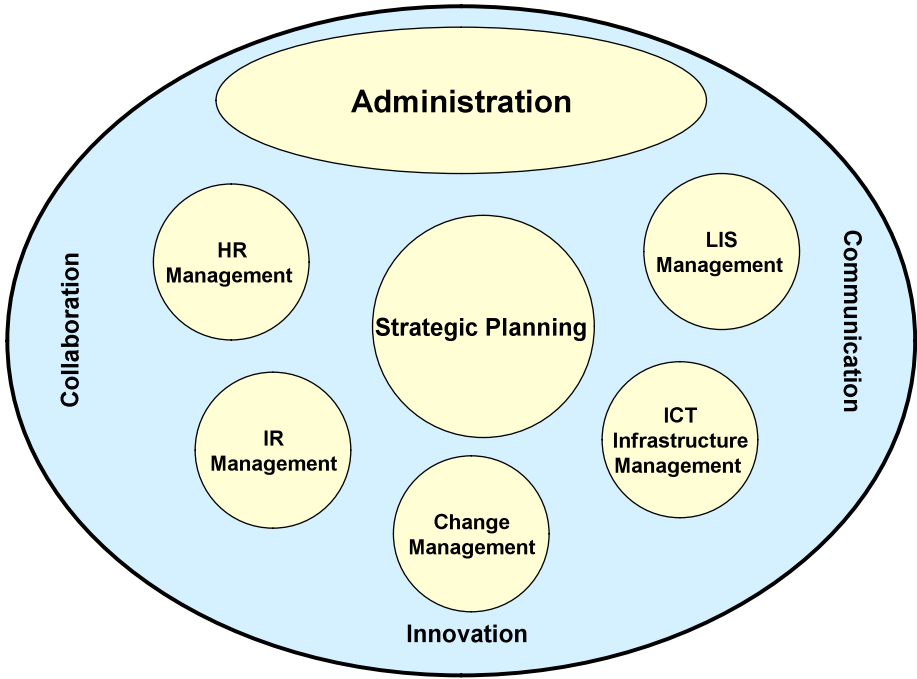 Administration
HR
Management
LIS
Management
Collaboration
Strategic Planning
Communication
IR
Management
ICT
Infrastructure
Management
Change
Management
Innovation